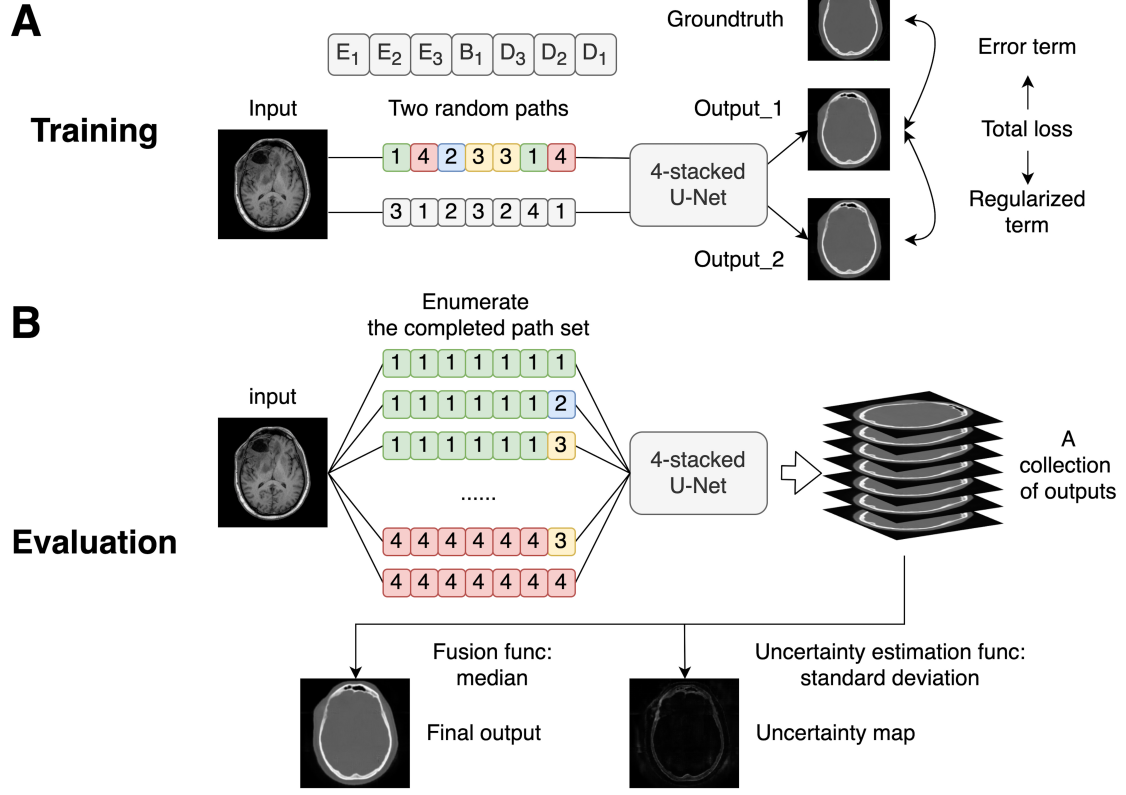 A
Groundtruth
E1 E2 E3 B1 D3 D2 D1
Error term
Training
Input
Two random paths
Output_1
1 4 2 3 3 1 4
Total loss
4-stacked
U-Net
3 1 2 3 2 4 1
Regularized
term
Output_2
B
Enumerate
the completed path set
1 1 1 1 1 1 1
input
1 1 1 1 1 1 2
1 1 1 1 1 1 3
4-stacked
U-Net
A
collection
of outputs
......
Evaluation
4 4 4 4 4 4 3
4 4 4 4 4 4 4
Fusion func:
median
Uncertainty estimation func:
standard deviation
Final output
Uncertainty map